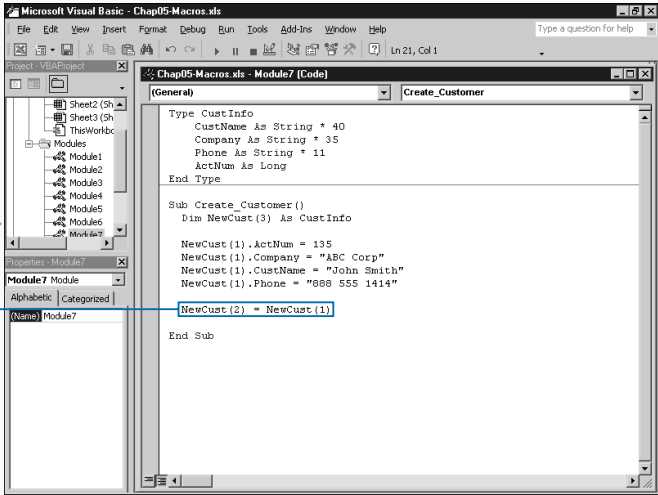 Microsoft Visual Basic - Chap05-Macros.xls
File Edit View Insert Format Debug Run Tools Add-Ins Window Help
Type a question for help
Ln 21, Col 1
Project - VBAProject
Sheet2 (Sh
Sheet3 (Sh
ThisWorkbo
Modules
Module1
Module2
Module3
Module4
Module5
Module6
Module7
Properties - Module7
Module7 Module
Alphabetic Categorized
(Name) Module7
Chap05-Macros.xls - Module7 (Code)
(General) Create_Customer
Type CustInfo
CustName As String * 40
Company As String * 35
Phone As String * 11
ActNum As Long
End Type
Sub Create_Customer()
Dim NewCust(3) As CustInfo
NewCust(1).ActNum = 135
NewCust(1).Company = "ABC Corp"
NewCust(1).CustName = "John Smith"
NewCust(1).Phone = "888 555 1414"
NewCust(2) = NewCust(1)
End Sub